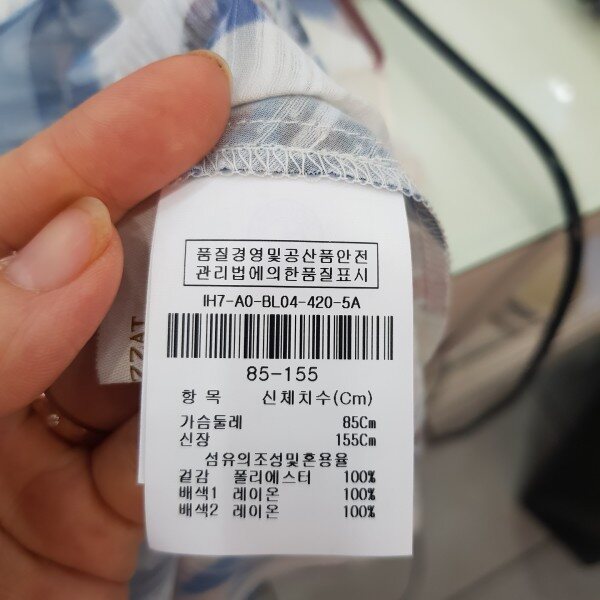 품질경영및공산품안전
관리법에의한품질표시
IH7-A0-BL04-420-5A
85-155
항 목 신체치수(Cm)
가슴둘레 85Cm
신장 155Cm
섬유의조성및혼용율
겉감 폴리에스터 100%
배색1 레이온 100%
배색2 레이온 100%
ZZAT